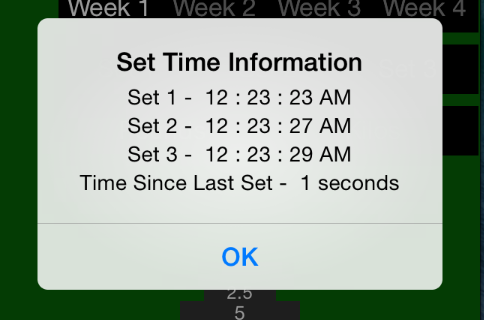 Week 1 Week 2 Week 3 Week 4
Set Time Information
Set 1 - 12 : 23 : 23 AM
Set 2 - 12 : 23 : 27 AM
Set 3 - 12 : 23 : 29 AM
Time Since Last Set - 1 seconds
OK
2.5
5